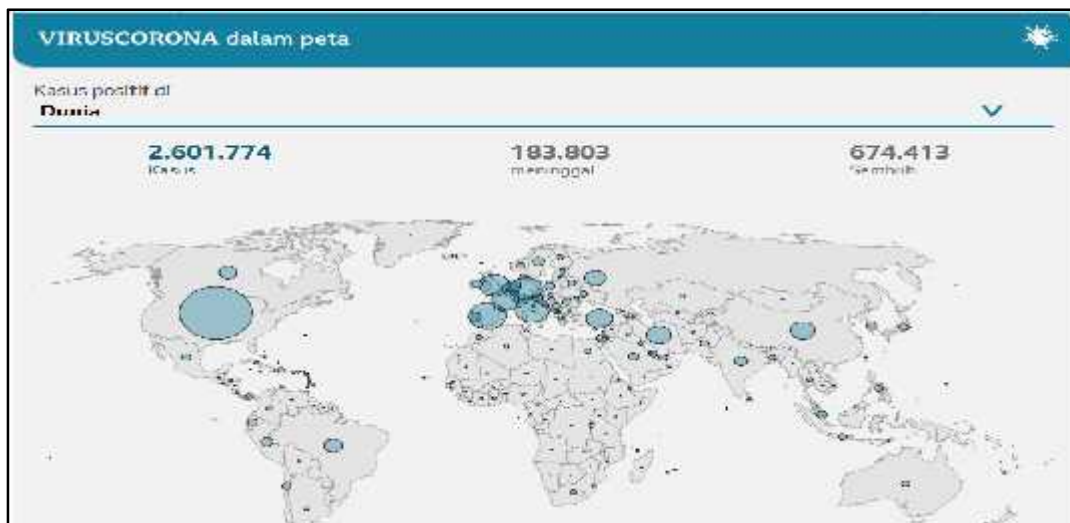 VIRUSCORONA dalam peta
Kasus positif di
Dunia
2.601.774 183.803 674.413
Kasus meninggal Sembuh